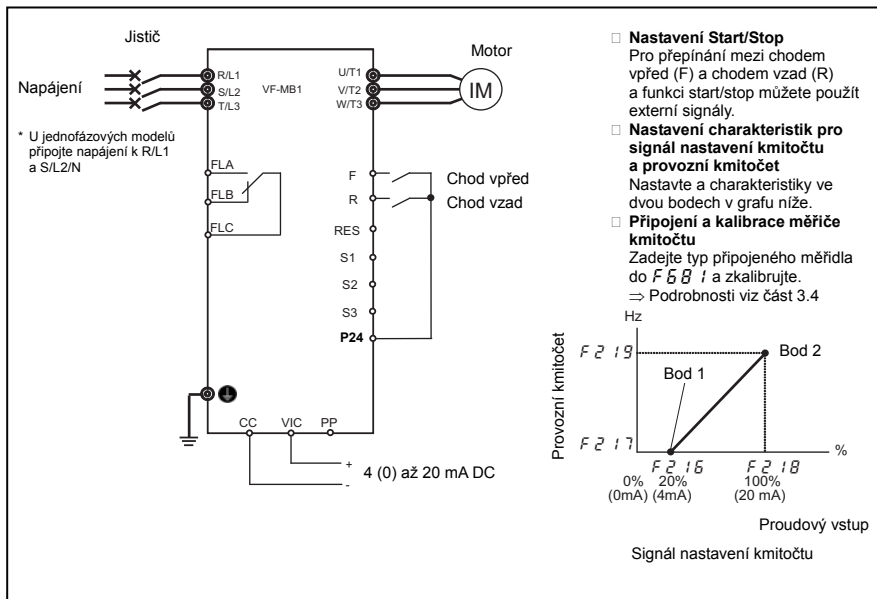 Jistič
Napájení
* U jednofázových modelů
připojte napájení k R/L1
a S/L2/N
R/L1
S/L2
T/L3
VF-MB1
U/T1
V/T2
W/T3
Motor
IM
FLA
FLB
FLC
F
R
RES
S1
S2
S3
P24
Chod vpřed
Chod vzad
CC
VIC
PP
+
-
4 (0) až 20 mA DC
□ Nastavení Start/Stop
Pro přepínání mezi chodem
vpřed (F) a chodem vzad (R)
a funkci start/stop můžete použít
externí signály.
□ Nastavení charakteristik pro
signál nastavení kmitočtu
a provozní kmitočet
Nastavte a charakteristiky ve
dvou bodech v grafu níže.
□ Připojení a kalibrace měřiče
kmitočtu
Zadejte typ připojeného měřidla
do F681 a zkalibrujte.
⇒ Podrobnosti viz část 3.4
Hz
Provozní kmitočet
F219
Bod 2
Bod 1
F217
%
F216 F218
0% 20% 100%
(0mA) (4mA) (20 mA)
Proudový vstup
Signál nastavení kmitočtu